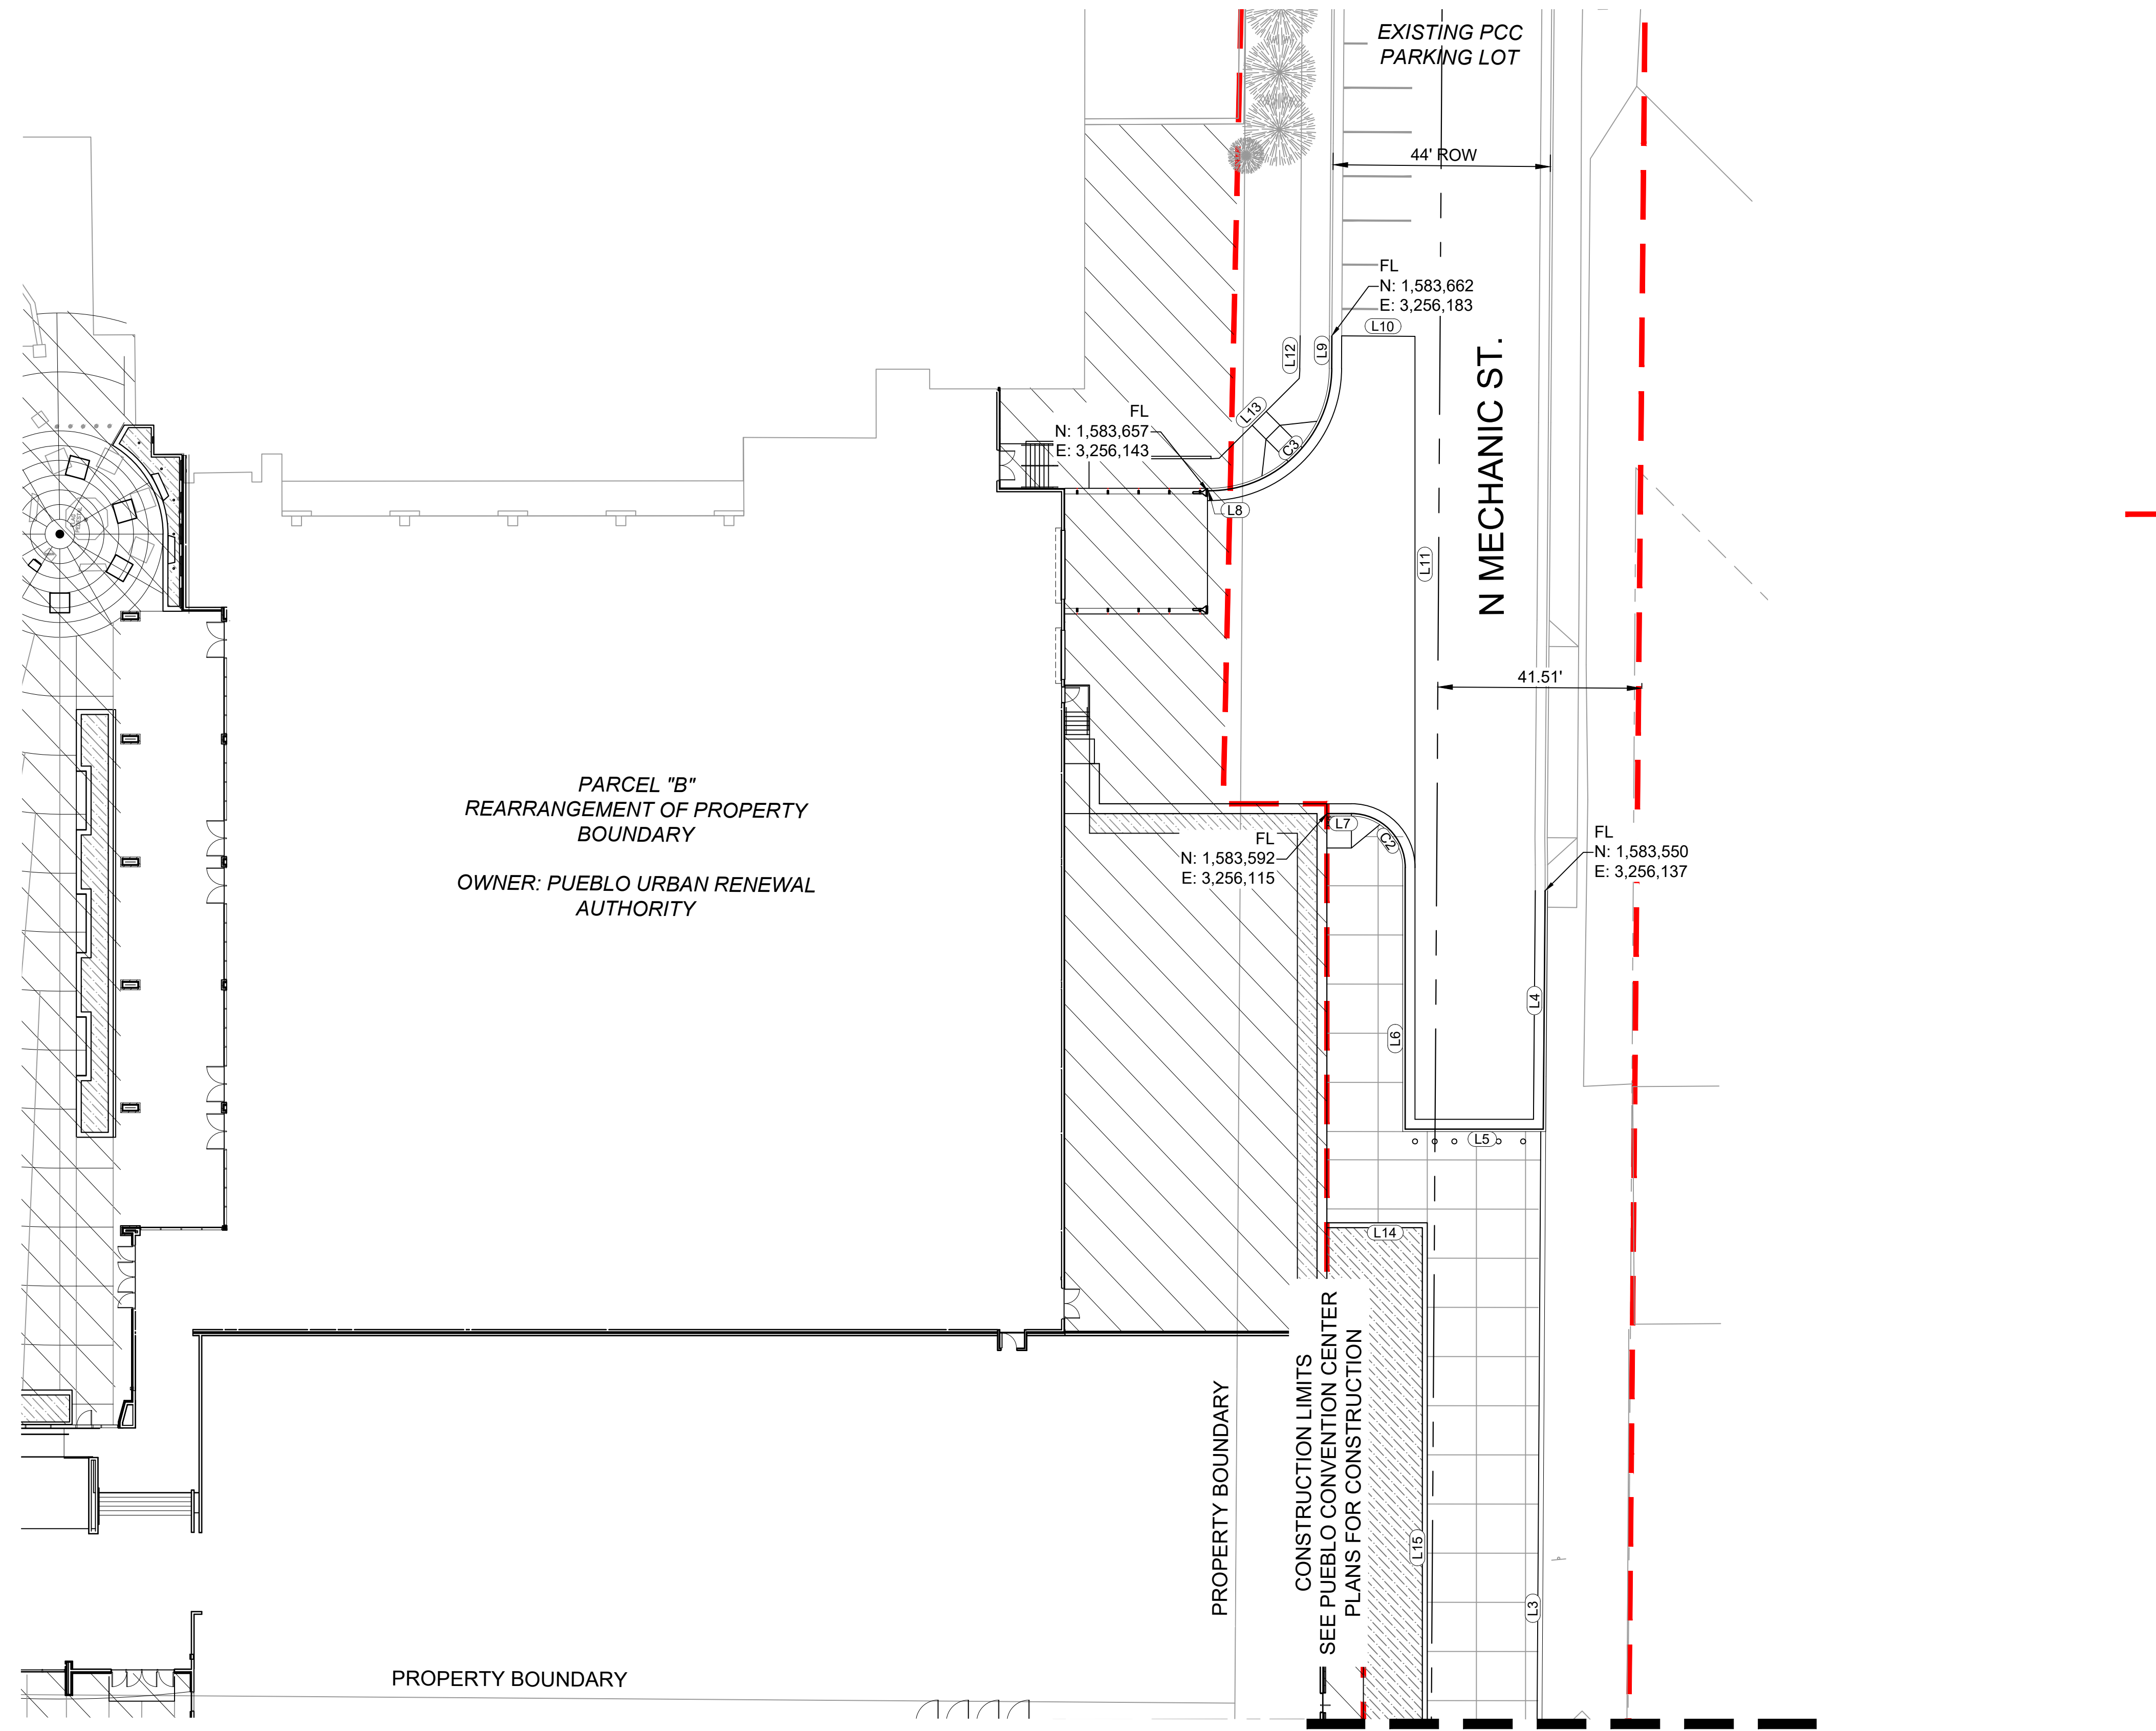 EXISTING PCC
PARKING LOT
44' ROW
FL
N: 1,583,662
E: 3,256,183
L10
L12
L9
N MECHANIC ST.
FL
N: 1,583,657
E: 3,256,143
L13
C3
L8
L11
41.51'
PARCEL "B"
REARRANGEMENT OF PROPERTY
BOUNDARY
OWNER: PUEBLO URBAN RENEWAL
AUTHORITY
L7
C2
FL
N: 1,583,592
E: 3,256,115
FL
N: 1,583,550
E: 3,256,137
L4
L6
L5
L14
PROPERTY BOUNDARY
CONSTRUCTION LIMITS
SEE PUEBLO CONVENTION CENTER
PLANS FOR CONSTRUCTION
L15
L3
PROPERTY BOUNDARY